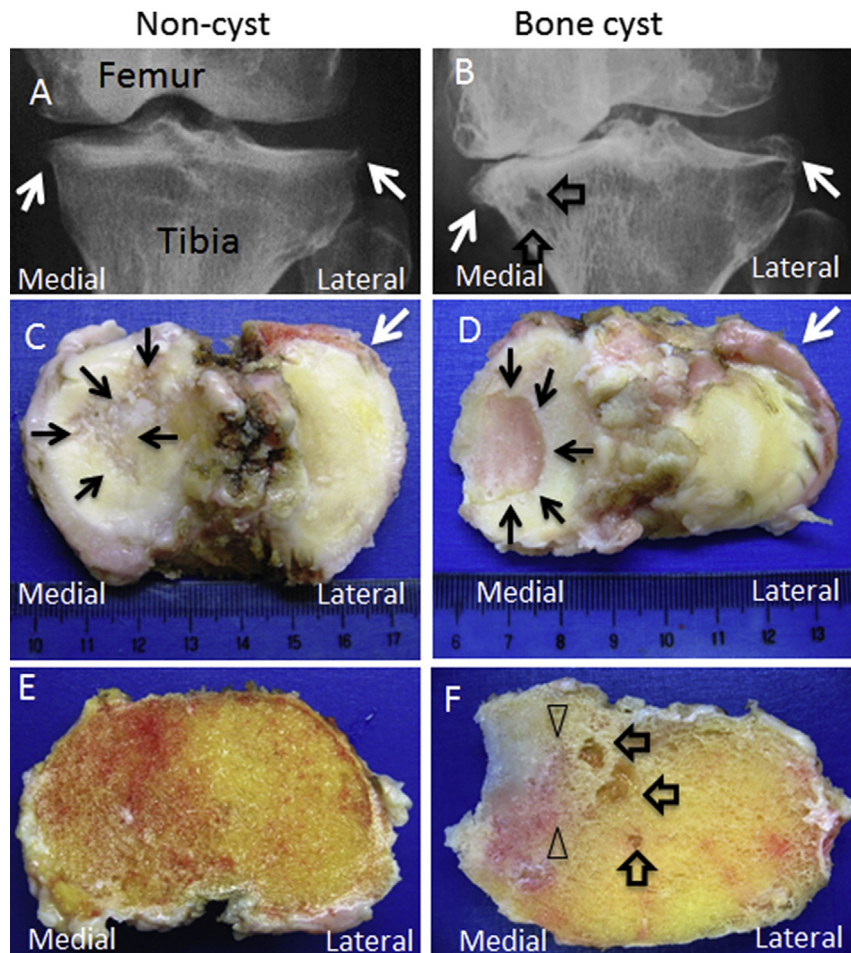 Non-cyst Bone cyst
A Femur
Tibia
Medial Lateral
B
Medial Lateral
C
Medial Lateral
10 11 12 13 14 15 16 17
D
Medial Lateral
6 7 8 9 10 11 12 13
E
Medial Lateral
F
Medial Lateral